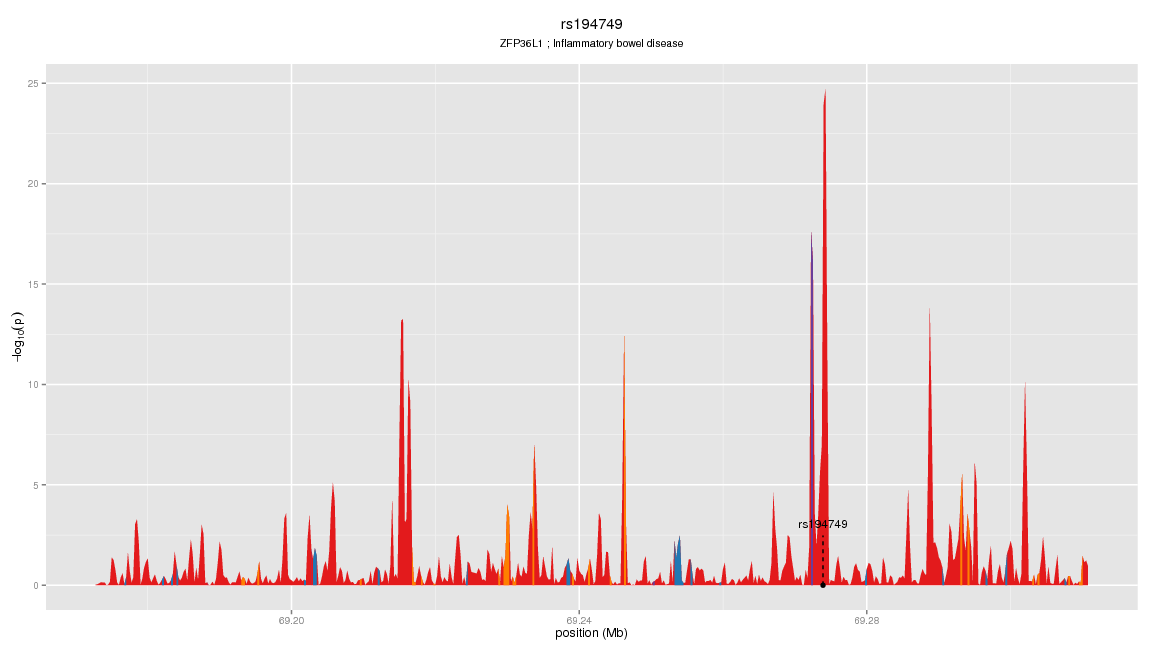 rs194749
ZFP36L1 ; Inflammatory bowel disease
25
20
15
10
5
0
−log10(p)
rs194749
69.20
69.24
69.28
position (Mb)